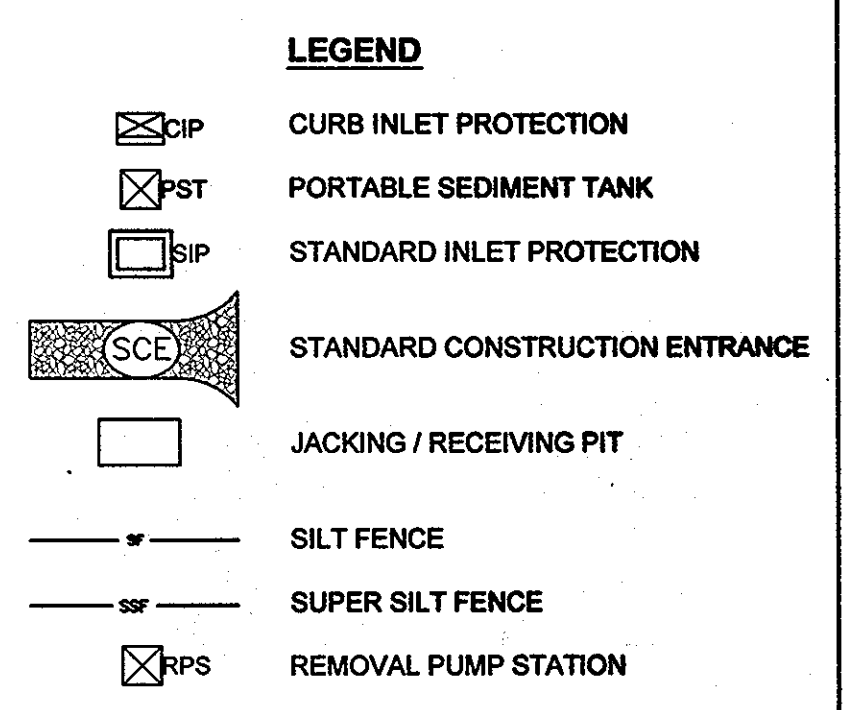 LEGEND
CIP CURB INLET PROTECTION
PST PORTABLE SEDIMENT TANK
SIP STANDARD INLET PROTECTION
SCE STANDARD CONSTRUCTION ENTRANCE
JACKING / RECEIVING PIT
SF SILT FENCE
SSF SUPER SILT FENCE
RPS REMOVAL PUMP STATION